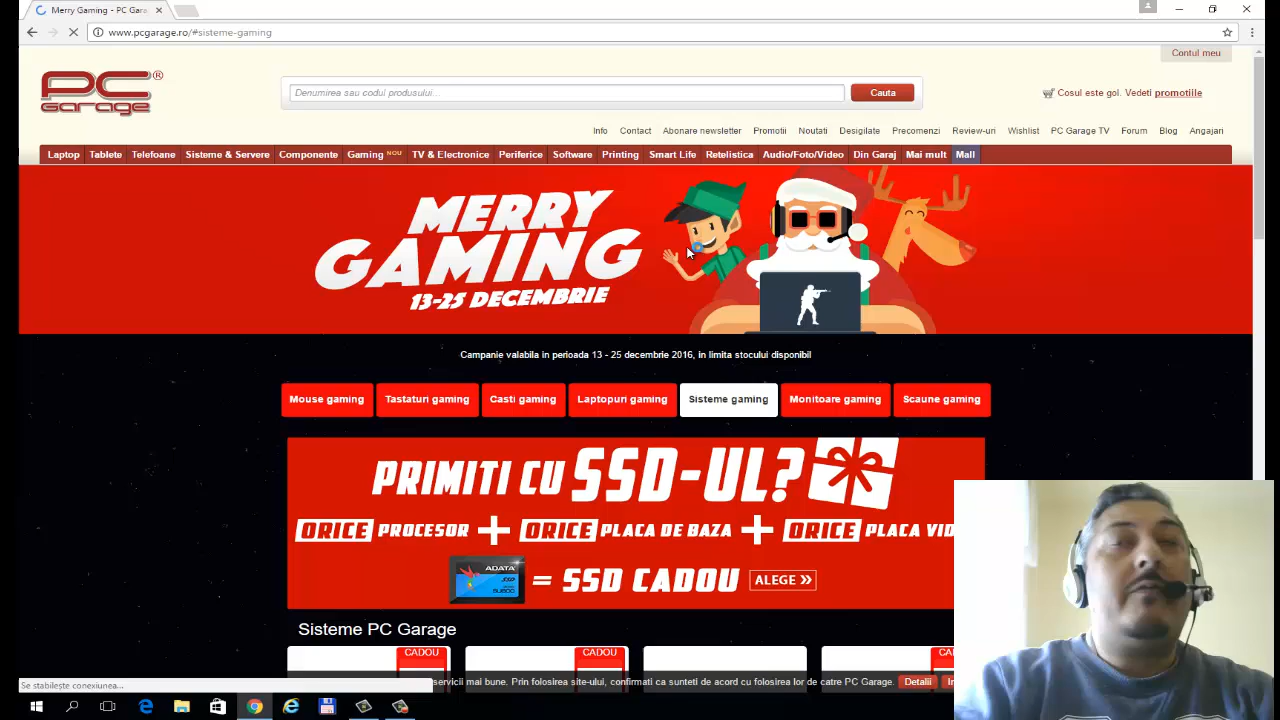 Merry Gaming - PC Gara
www.pcgarage.ro/#sisteme-gaming
Contul meu
PC Garage ®
Denumirea sau codul produsului...
Cauta
Cosul este gol. Vedeti promotiile
Info Contact Abonare newsletter Promotii Noutati Desigilate Precomenzi Review-uri Wishlist PC Garage TV Forum Blog Angajari
Laptop Tablete Telefoane Sisteme & Servere Componente Gaming NOU TV & Electronice Periferice Software Printing Smart Life Retelistica Audio/Foto/Video Din Garaj Mai mult Mall
MERRY
GAMING
13-25 DECEMBRIE
Campanie valabila in perioada 13 - 25 decembrie 2016, in limita stocului disponibil
Mouse gaming Tastaturi gaming Casti gaming Laptopuri gaming Sisteme gaming Monitoare gaming Scaune gaming
PRIMITI CU SSD-UL?
ORICE PROCESOR + ORICE PLACA DE BAZA + ORICE PLACA VID
ADATA SSD SU800 = SSD CADOU ALEGE »
Sisteme PC Garage
CADOU CADOU CA
servicii mai bune. Prin folosirea site-ului, confirmati ca sunteti de acord cu folosirea lor de catre PC Garage. Detalii
Se stabileste conexiunea...